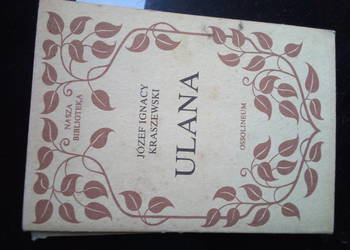 NASZA
BIBLIOTEKA
JÓZEF IGNACY
KRASZEWSKI
ULANA
OSSOLINEUM